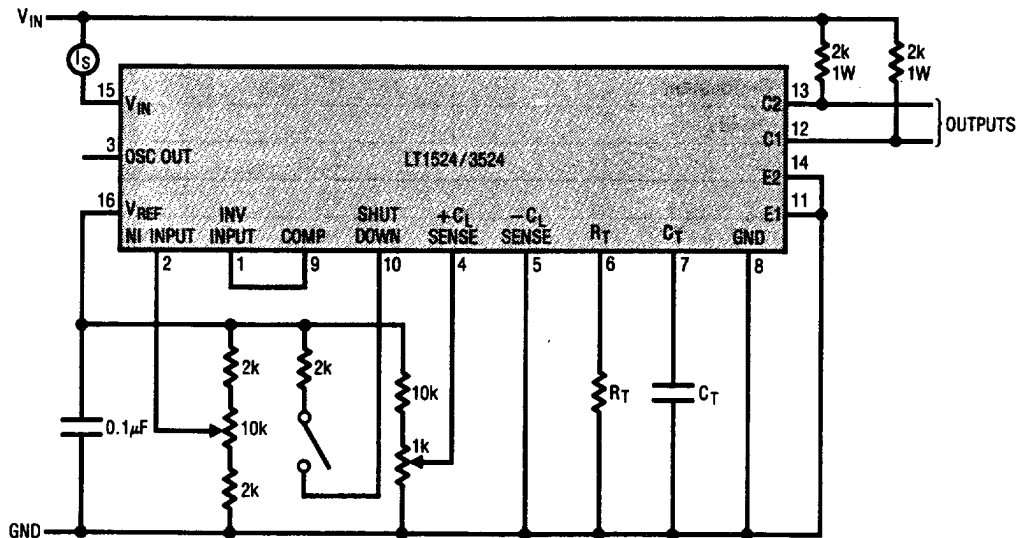 VIN
IS
2k
1W
2k
1W
15
VIN
C2
13
3
OSC OUT
LT1524/3524
C1
12
OUTPUTS
E2
14
16
VREF
E1
11
NI INPUT
INV
INPUT
COMP
SHUT
DOWN
+CL
SENSE
−CL
SENSE
RT
CT
GND
2
1
9
10
4
5
6
7
8
2k
2k
10k
RT
CT
0.1µF
10k
1k
2k
GND